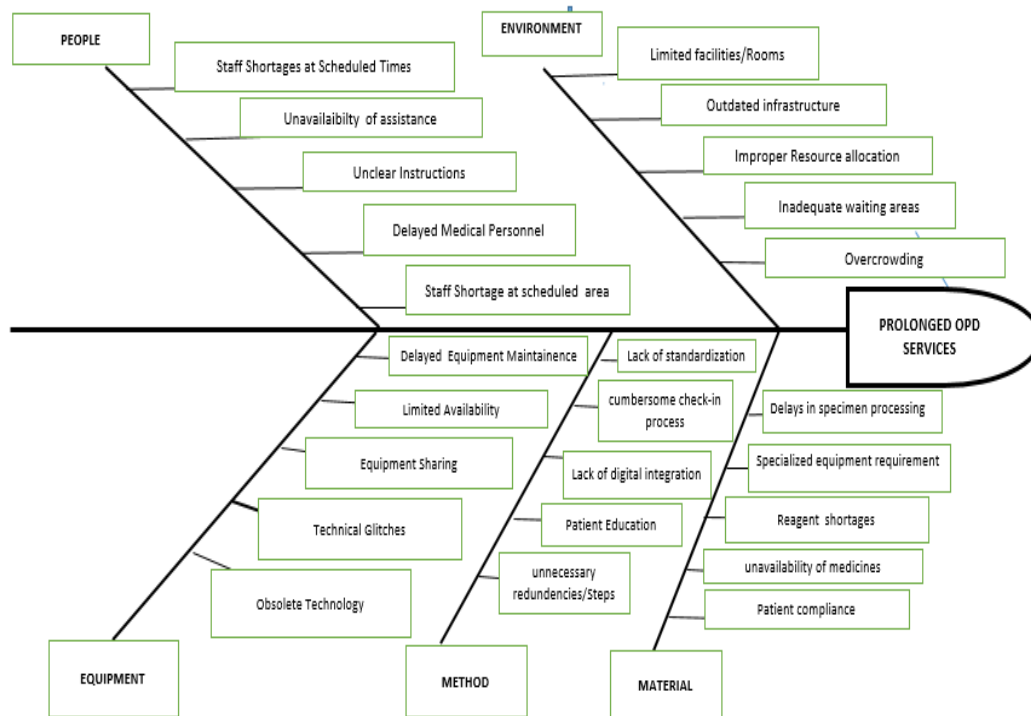 PEOPLE
Staff Shortages at Scheduled Times
Unavailaibilty of assistance
Unclear Instructions
Delayed Medical Personnel
Staff Shortage at scheduled area
ENVIRONMENT
Limited facilities/Rooms
Outdated infrastructure
Improper Resource allocation
Inadequate waiting areas
Overcrowding
PROLONGED OPD
SERVICES
Delayed Equipment Maintainence
Limited Availability
Equipment Sharing
Technical Glitches
Obsolete Technology
EQUIPMENT
Lack of standardization
cumbersome check-in
process
Lack of digital integration
Patient Education
unnecessary
redundencies/Steps
METHOD
Delays in specimen processing
Specialized equipment requirement
Reagent shortages
unavailability of medicines
Patient compliance
MATERIAL